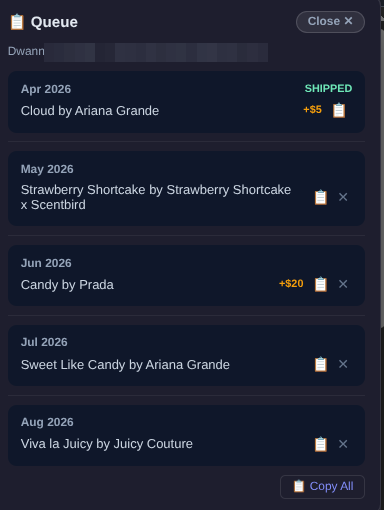 📋 Queue
Close ✕
Dwann
Apr 2026
SHIPPED
Cloud by Ariana Grande
+$5 📋
May 2026
Strawberry Shortcake by Strawberry Shortcake
x Scentbird
📋 ✕
Jun 2026
Candy by Prada
+$20 📋 ✕
Jul 2026
Sweet Like Candy by Ariana Grande
📋 ✕
Aug 2026
Viva la Juicy by Juicy Couture
📋 ✕
📋 Copy All